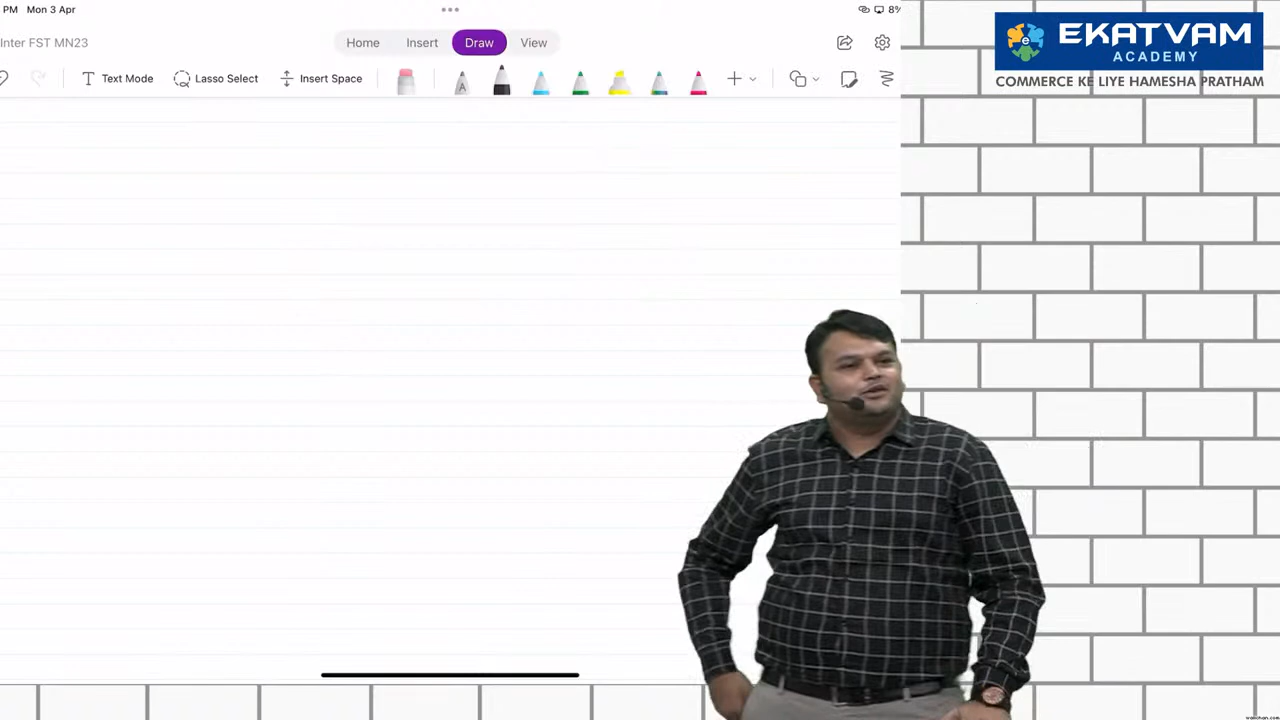 PM Mon 3 Apr
8%
Inter FST MN23
Home Insert Draw View
Text Mode Lasso Select Insert Space
A
e EKATVAM
ACADEMY
COMMERCE KE LIYE HAMESHA PRATHAM